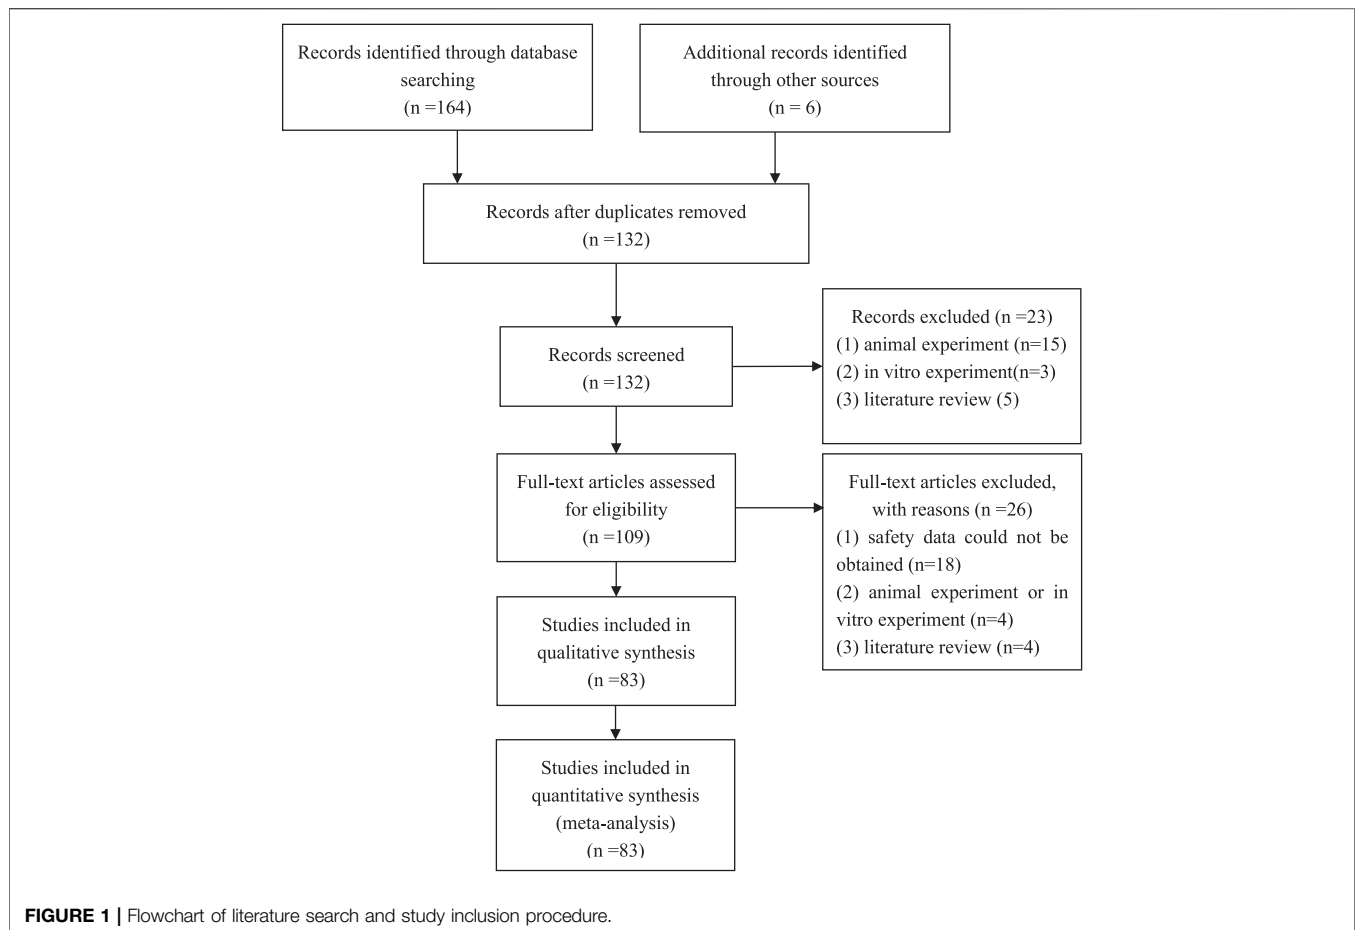 Records identified through database
searching
(n =164)
Additional records identified
through other sources
(n = 6)
Records after duplicates removed
(n =132)
Records screened
(n =132)
Records excluded (n =23)
(1) animal experiment (n=15)
(2) in vitro experiment(n=3)
(3) literature review (5)
Full-text articles assessed
for eligibility
(n =109)
Full-text articles excluded,
with reasons (n =26)
(1) safety data could not be
obtained (n=18)
(2) animal experiment or in
vitro experiment (n=4)
(3) literature review (n=4)
Studies included in
qualitative synthesis
(n =83)
Studies included in
quantitative synthesis
(meta-analysis)
(n =83)
FIGURE 1 | Flowchart of literature search and study inclusion procedure.